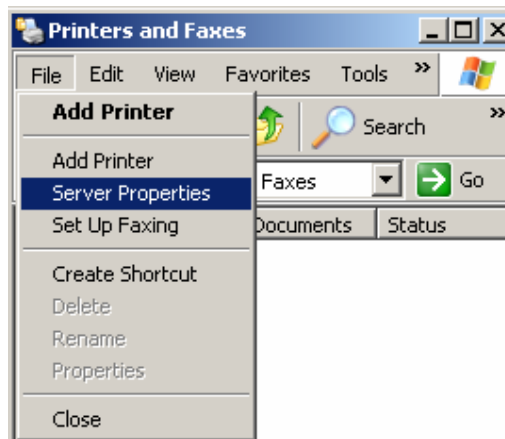 Printers and Faxes
File Edit View Favorites Tools »
Add Printer
Search »
Add Printer
Server Properties
Faxes Go
Set Up Faxing
Documents Status
Create Shortcut
Delete
Rename
Properties
Close